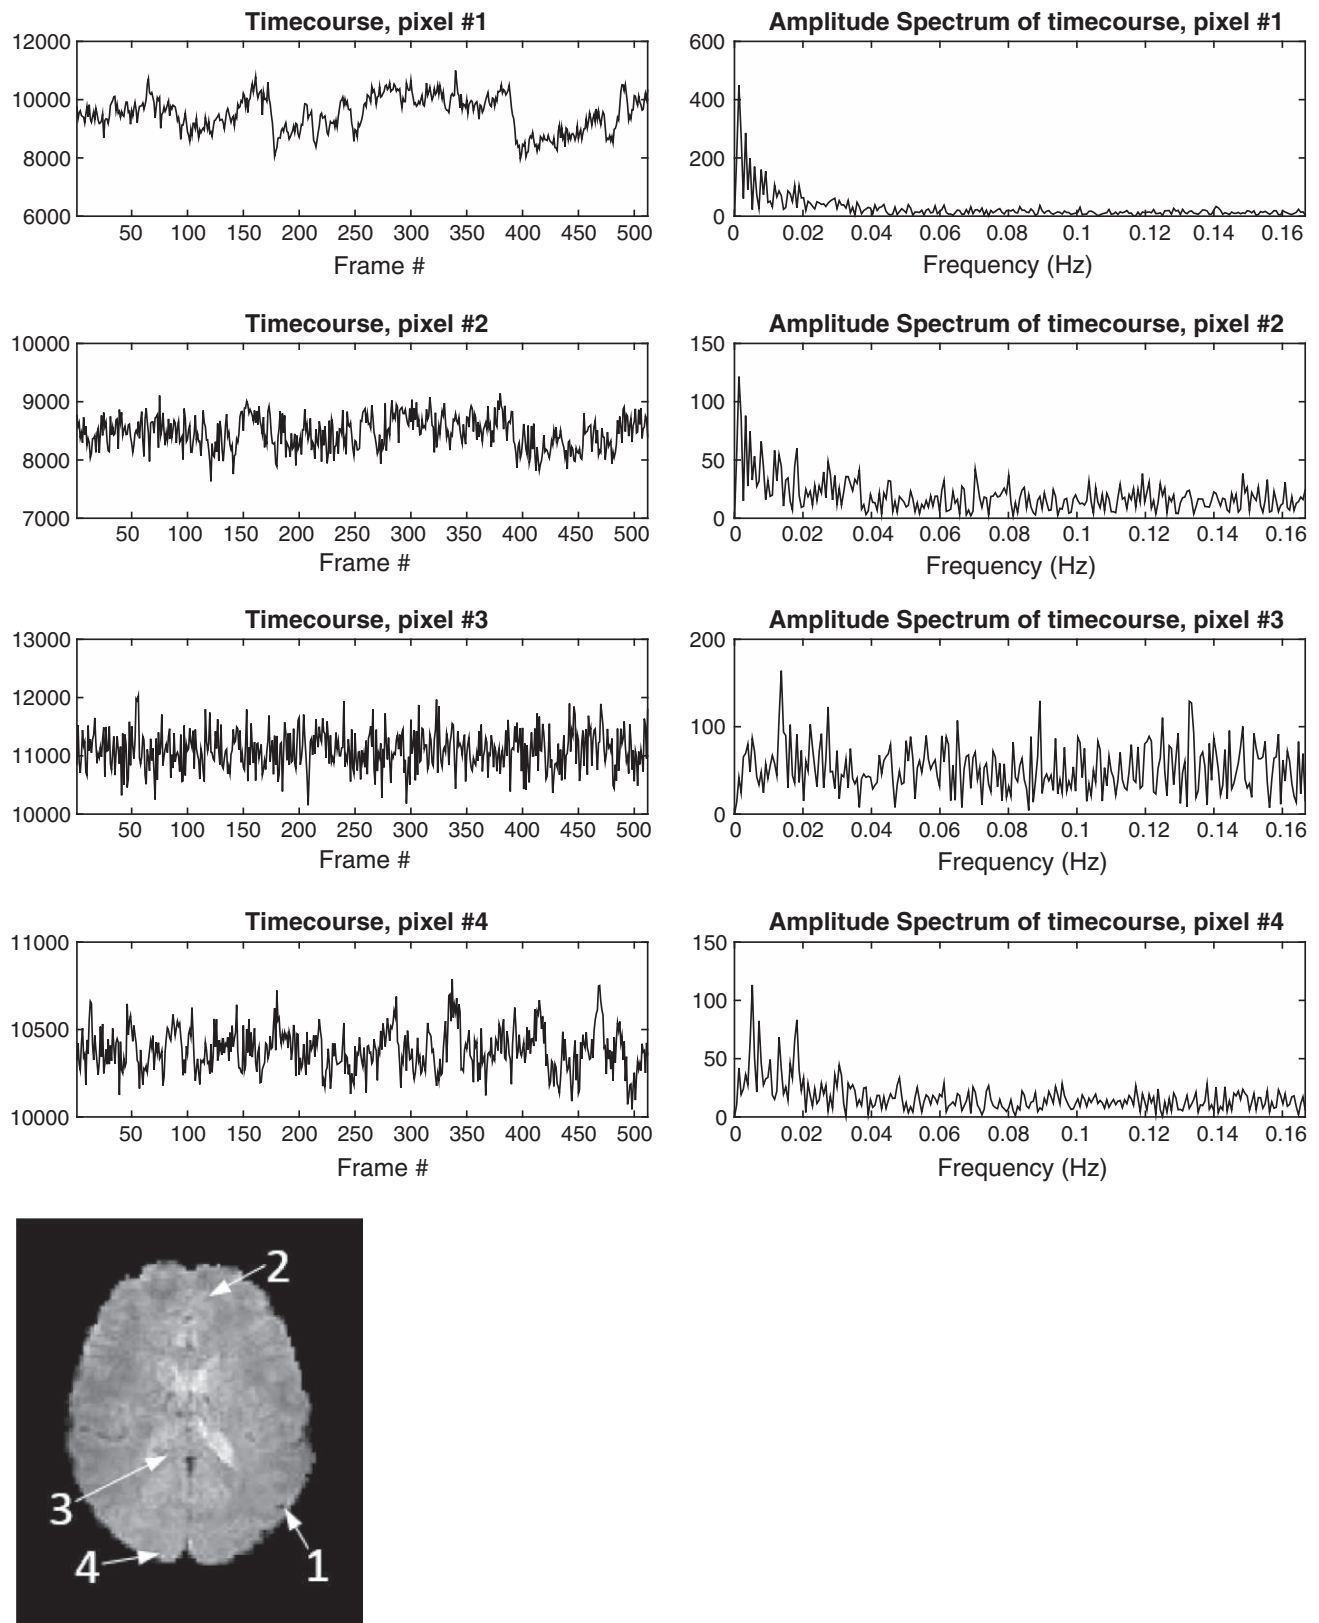 Timecourse, pixel #1
12000
10000
8000
6000
50 100 150 200 250 300 350 400 450 500
Frame #
Amplitude Spectrum of timecourse, pixel #1
600
400
200
0
0 0.02 0.04 0.06 0.08 0.1 0.12 0.14 0.16
Frequency (Hz)
Timecourse, pixel #2
10000
9000
8000
7000
50 100 150 200 250 300 350 400 450 500
Frame #
Amplitude Spectrum of timecourse, pixel #2
150
100
50
0
0 0.02 0.04 0.06 0.08 0.1 0.12 0.14 0.16
Frequency (Hz)
Timecourse, pixel #3
13000
12000
11000
10000
50 100 150 200 250 300 350 400 450 500
Frame #
Amplitude Spectrum of timecourse, pixel #3
200
100
0
0 0.02 0.04 0.06 0.08 0.1 0.12 0.14 0.16
Frequency (Hz)
Timecourse, pixel #4
11000
10500
10000
50 100 150 200 250 300 350 400 450 500
Frame #
Amplitude Spectrum of timecourse, pixel #4
150
100
50
0
0 0.02 0.04 0.06 0.08 0.1 0.12 0.14 0.16
Frequency (Hz)
2
3
4
1